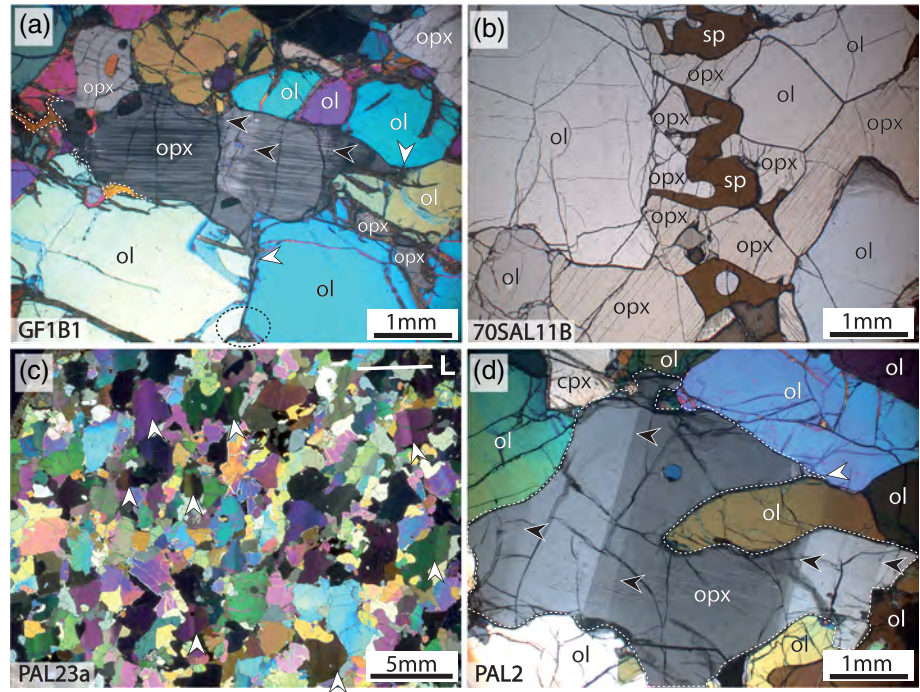 (a)
opx
opx
ol
ol
opx
ol
ol
opx
ol
opx
ol
GF1B1
1mm
(b)
sp
ol
opx
ol
opx
opx
ol
opx
sp
opx
opx
ol
ol
opx
70SAL11B
1mm
(c)
L
PAL23a
5mm
(d)
ol
cpx
ol
ol
ol
ol
ol
opx
ol
ol
ol
PAL2
1mm